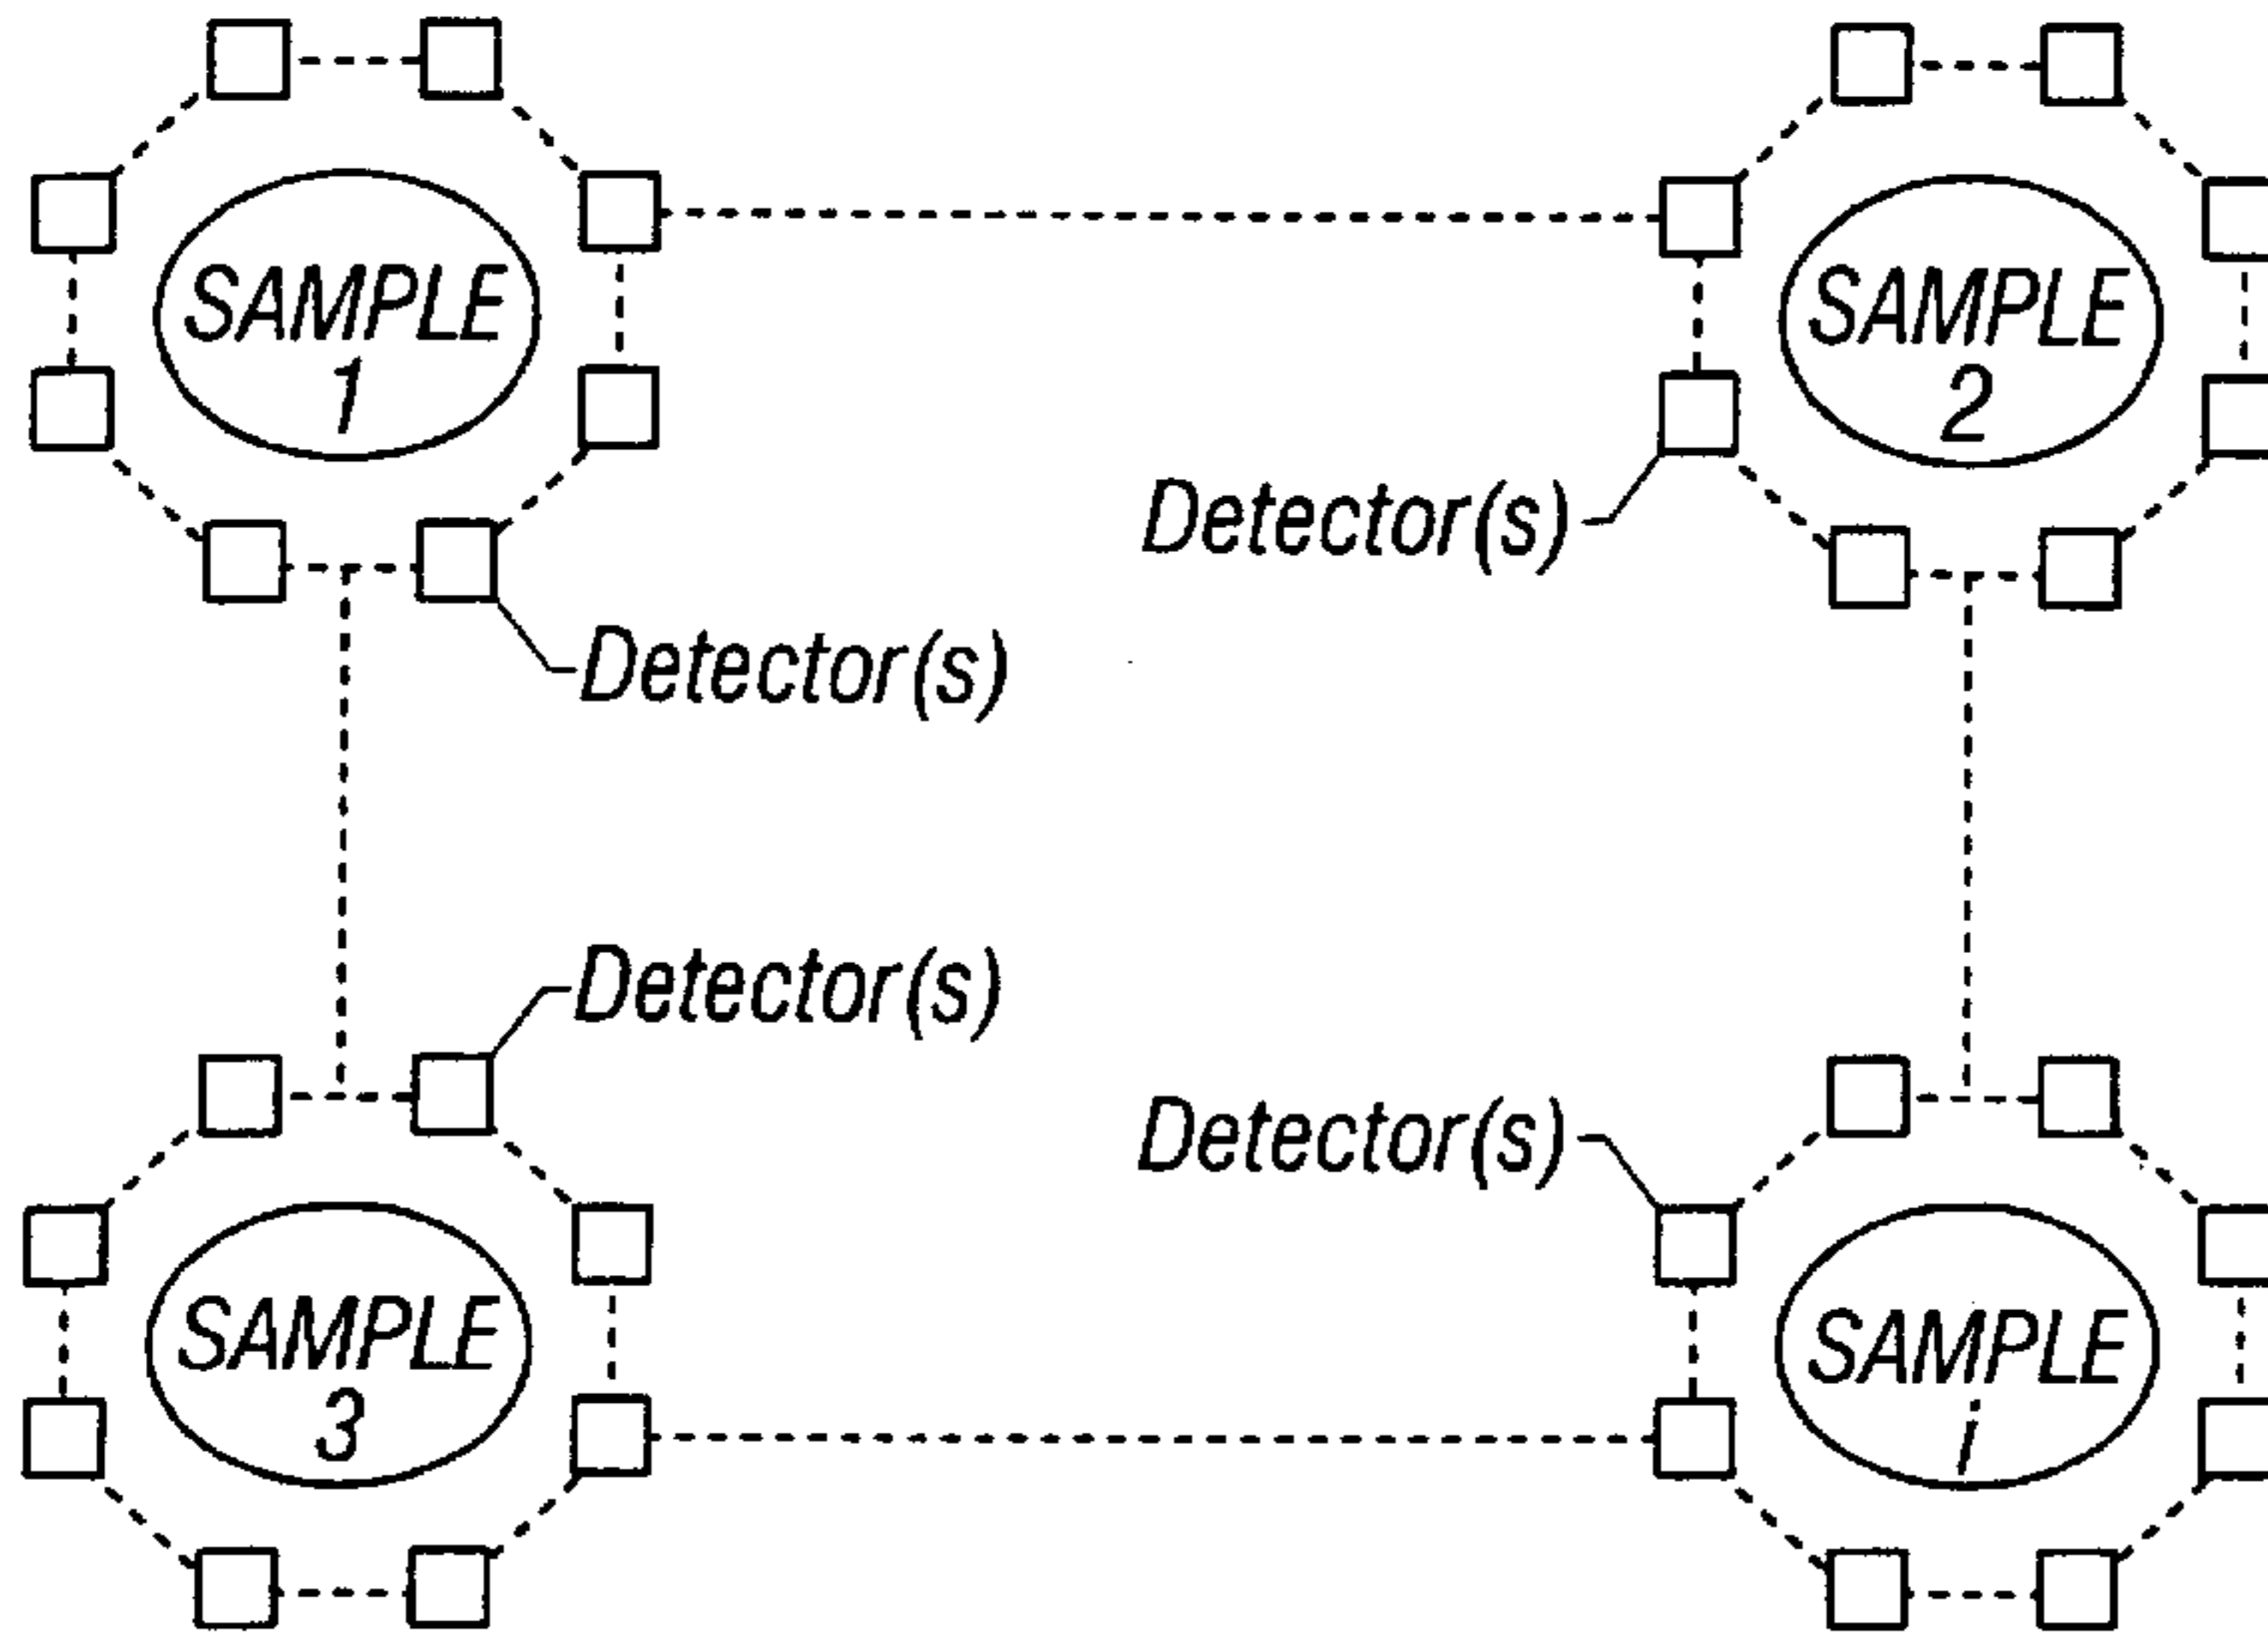 SAMPLE
1
SAMPLE
2
Detector(s)
Detector(s)
Detector(s)
Detector(s)
SAMPLE
3
SAMPLE
i